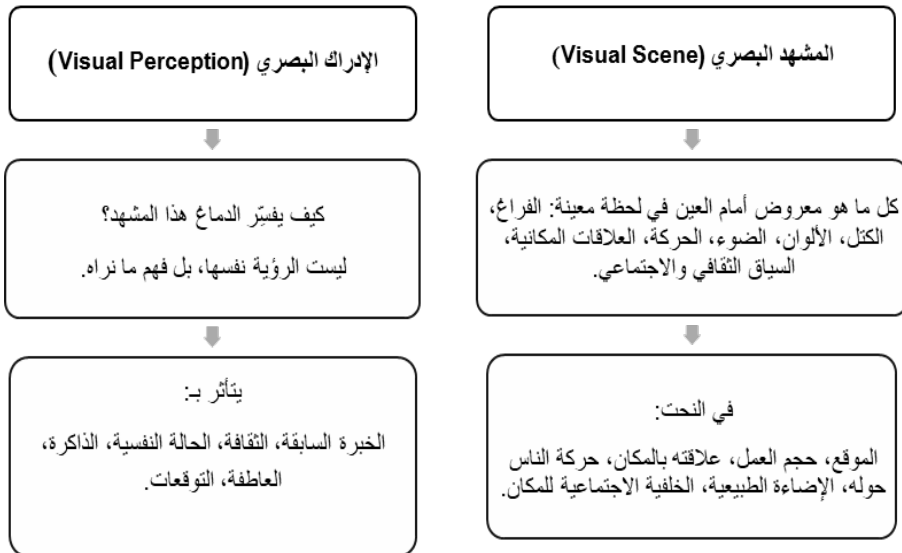 المشهد البصري (Visual Scene)
كل ما هو معروض أمام العين في لحظة معينة: الفراغ،
الكتل، الألوان، الضوء، الحركة، العلاقات المكانية،
السياق الثقافي والاجتماعي.
في النحت:
الموقع، حجم العمل، علاقته بالمكان، حركة الناس
حوله، الإضاءة الطبيعية، الخلفية الاجتماعية للمكان.
الإدراك البصري (Visual Perception)
كيف يفسِّر الدماغ هذا المشهد؟
ليست الرؤية نفسها، بل فهم ما نراه.
يتأثر بـ:
الخبرة السابقة، الثقافة، الحالة النفسية، الذاكرة،
العاطفة، التوقعات.